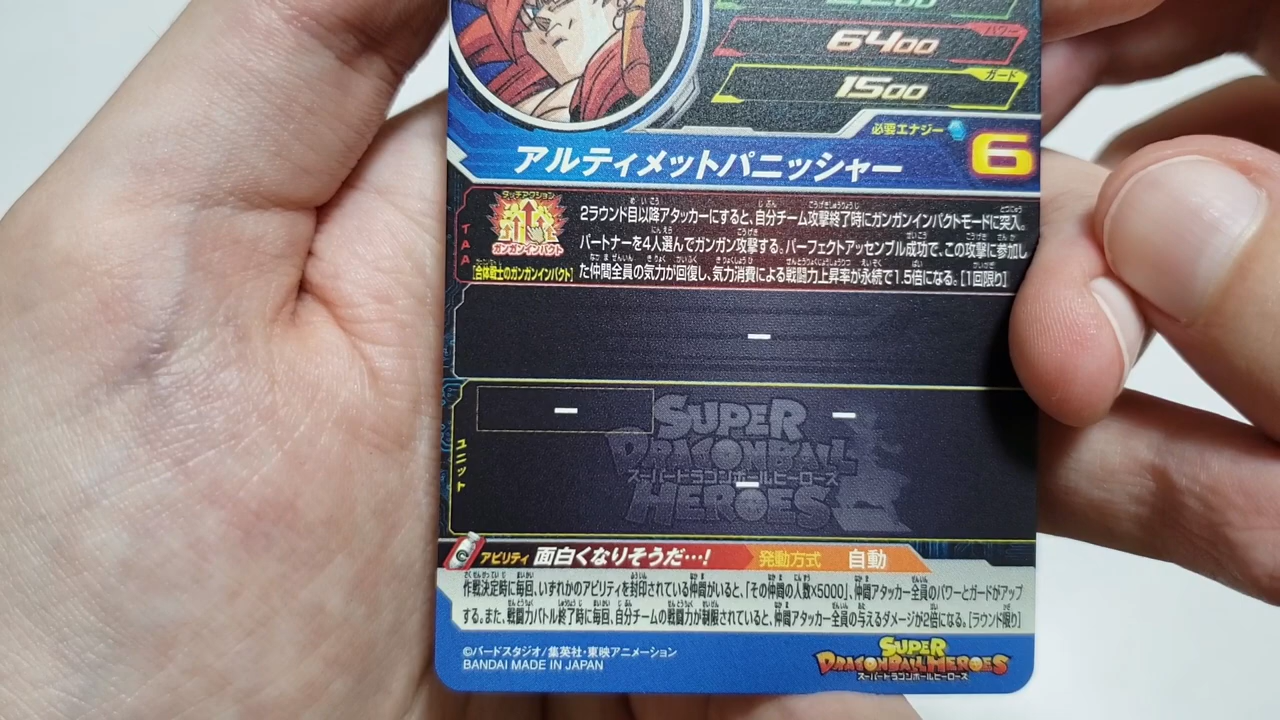 パワー
6400
ガード
1500
必要エナジー
6
アルティメットパニッシャー
タッチアクション
ガンガンインパクト
TAA
[合体戦士のガンガンインパクト]
2ラウンド目以降アタッカーにすると、自分チーム攻撃終了時にガンガンインパクトモードに突入。
パートナーを4人選んでガンガン攻撃する。パーフェクトアッセンブル成功で、この攻撃に参加し
た仲間全員の気力が回復し、気力消費による戦闘力上昇率が永続で1.5倍になる。[1回限り]
ー
ユニット
ー
ー
ー
SUPER
DRAGONBALL
スーパードラゴンボールヒーローズ
HEROES
アビリティ 面白くなりそうだ…! 発動方式 自動
作戦決定時に毎回、いずれかのアビリティを封印されている仲間がいると、「その仲間の人数×5000」、仲間アタッカー全員のパワーとガードがアップ
する。また、戦闘力バトル終了時に毎回、自分チームの戦闘力が制限されていると、仲間アタッカー全員の与えるダメージが2倍になる。[ラウンド限り]
©バードスタジオ/集英社・東映アニメーション
BANDAI MADE IN JAPAN
SUPER
DRAGONBALL HEROES
スーパードラゴンボールヒーローズ